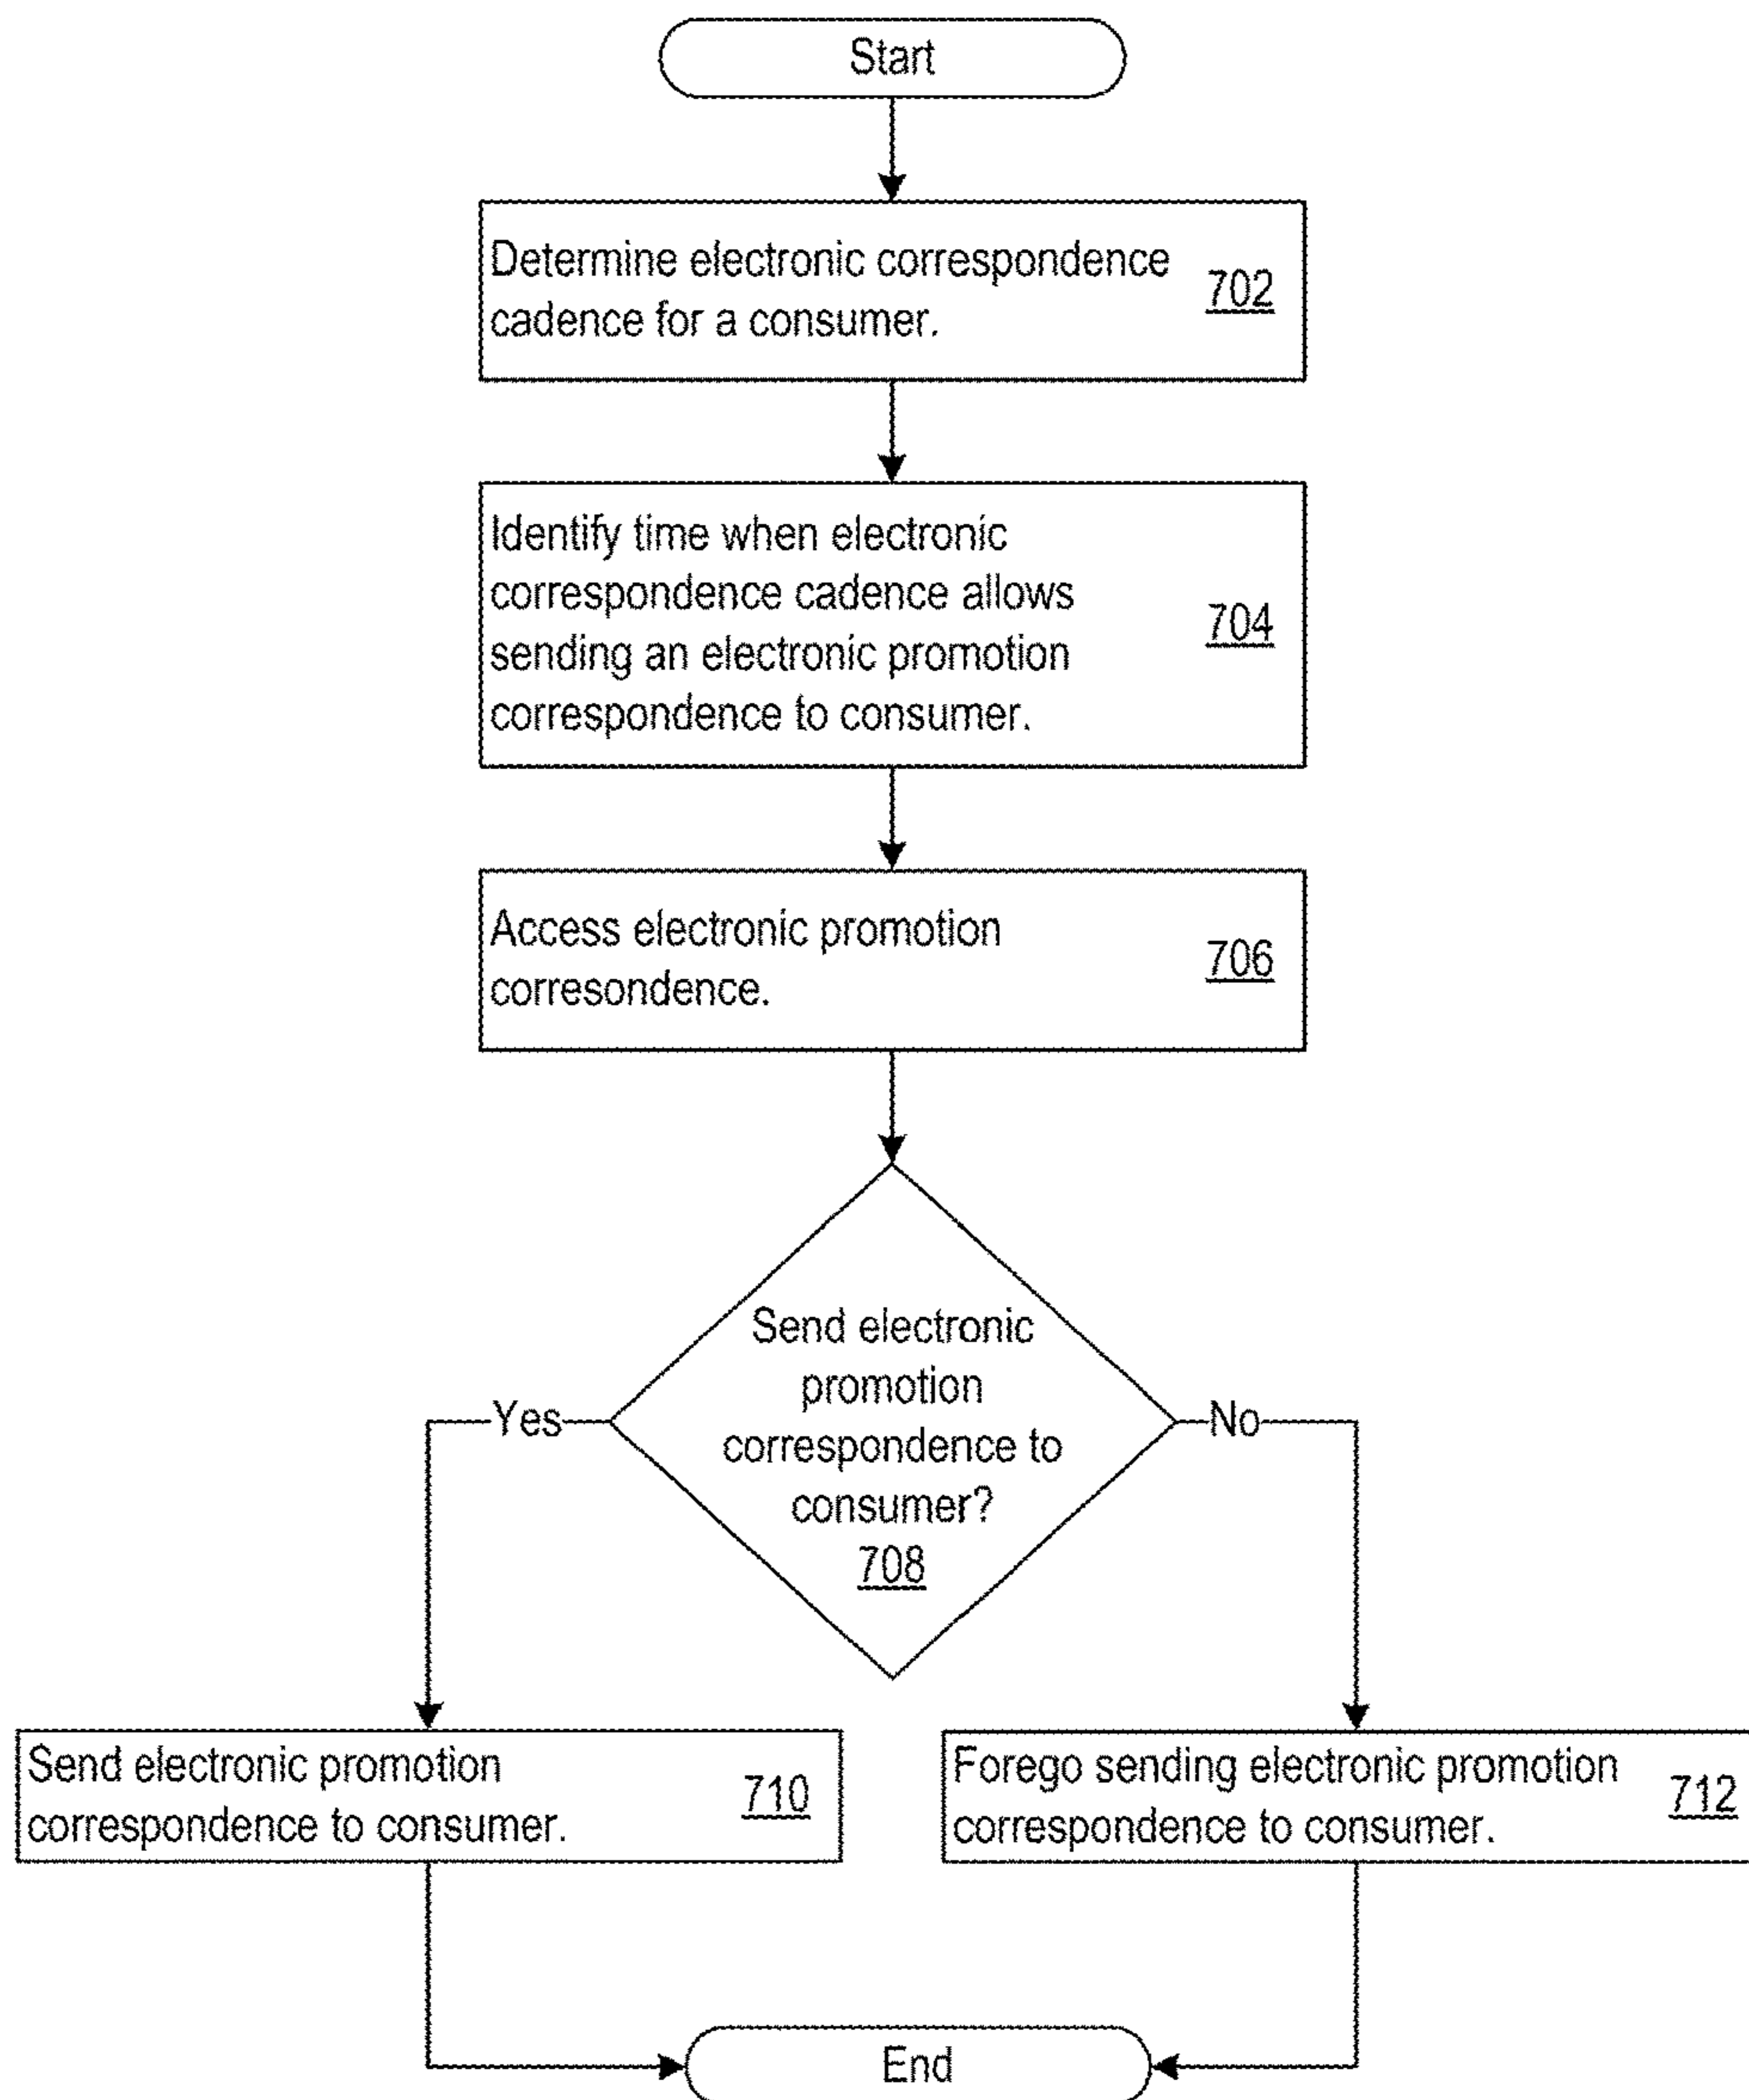 Start
Determine electronic correspondence
cadence for a consumer.
702
Identify time when electronic
correspondence cadence allows
sending an electronic promotion
correspondence to consumer.
704
Access electronic promotion
corresondence.
706
Send electronic
promotion
correspondence to
consumer?
708
Yes
No
Send electronic promotion
correspondence to consumer.
710
Forego sending electronic promotion
correspondence to consumer.
712
End